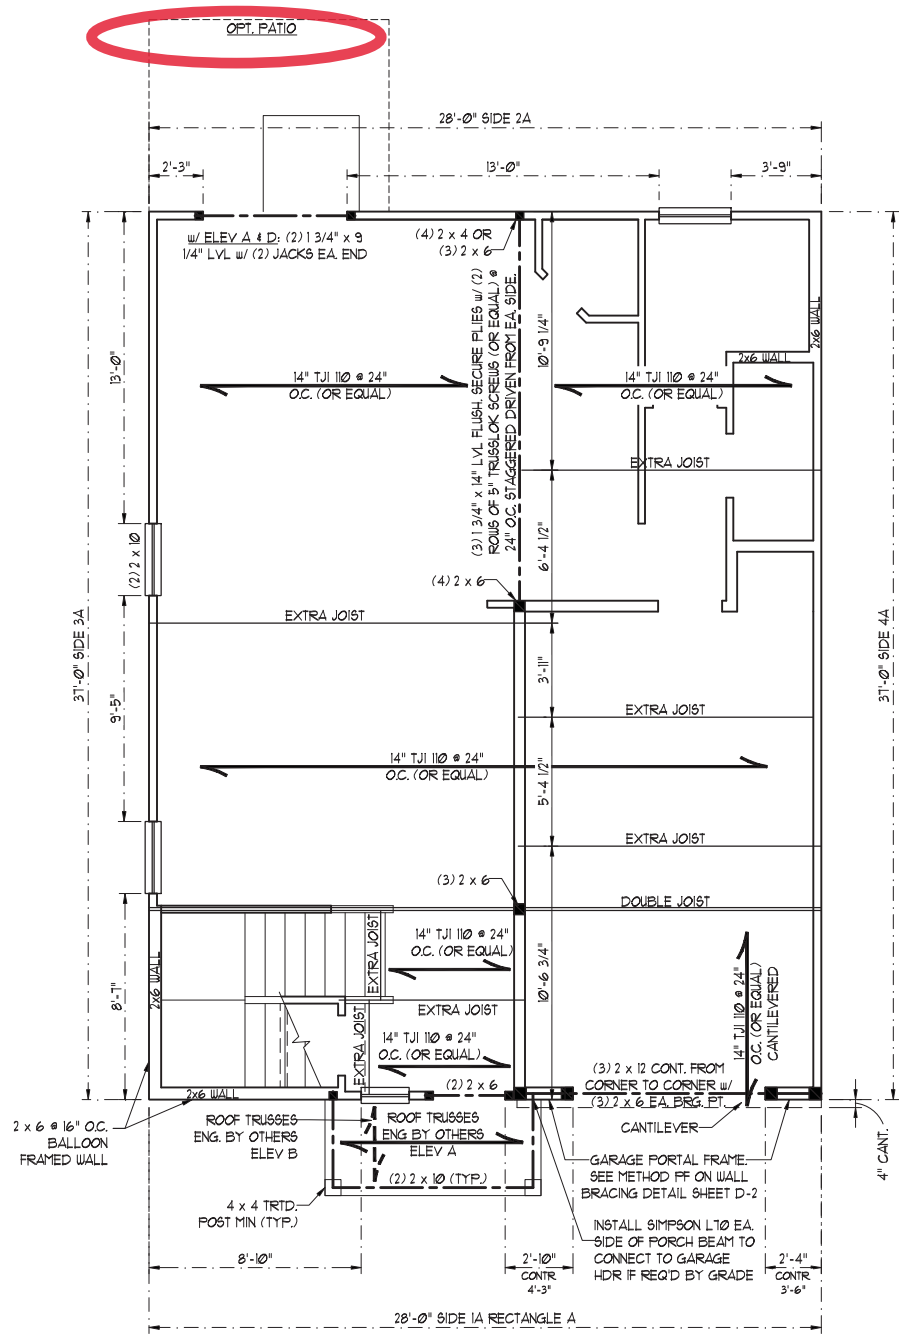 OPT. PATIO
28'-0" SIDE 2A
2'-3"
13'-0"
3'-9"
w/ ELEV A & D: (2) 1 3/4" x 9
1/4" LVL w/ (2) JACKS EA. END
(4) 2 x 4 OR
(3) 2 x 6
(3) 1 3/4" x 14" LVL FLUSH. SECURE PLIES w/ (2)
ROWS OF 5" TRUSSLOK SCREWS (OR EQUAL) @
24" O.C. STAGGERED DRIVEN FROM EA. SIDE.
10'-9 1/4"
2x6 WALL
2x6 WALL
13'-0"
14" TJI 110 @ 24"
O.C. (OR EQUAL)
14" TJI 110 @ 24"
O.C. (OR EQUAL)
EXTRA JOIST
(2) 2 x 10
6'-4 1/2"
(4) 2 x 6
EXTRA JOIST
37'-0" SIDE 3A
37'-0" SIDE 4A
3'-11"
9'-5"
EXTRA JOIST
14" TJI 110 @ 24"
O.C. (OR EQUAL)
5'-4 1/2"
EXTRA JOIST
(3) 2 x 6
DOUBLE JOIST
14" TJI 110 @ 24"
O.C. (OR EQUAL)
EXTRA JOIST
2x6 WALL
8'-7"
10'-6 3/4"
14" TJI 110 @ 24"
O.C. (OR EQUAL)
CANTILEVERED
EXTRA JOIST
14" TJI 110 @ 24"
O.C. (OR EQUAL)
EXTRA JOIST
(3) 2 x 12 CONT. FROM
CORNER TO CORNER w/
(3) 2 x 6 EA. BRG. PT.
(2) 2 x 6
2x6 WALL
2 x 6 @ 16" O.C.
BALLOON
FRAMED WALL
ROOF TRUSSES
ENG. BY OTHERS
ELEV B
ROOF TRUSSES
ENG BY OTHERS
ELEV A
CANTILEVER
4" CANT.
(2) 2 x 10 (TYP.)
GARAGE PORTAL FRAME.
SEE METHOD PF ON WALL
BRACING DETAIL SHEET D-2
4 x 4 TRTD.
POST MIN (TYP.)
INSTALL SIMPSON L70 EA.
SIDE OF PORCH BEAM TO
CONNECT TO GARAGE
HDR IF REQ'D BY GRADE
8'-10"
2'-10"
CONTR
4'-3"
2'-4"
CONTR
3'-6"
28'-0" SIDE 1A RECTANGLE A